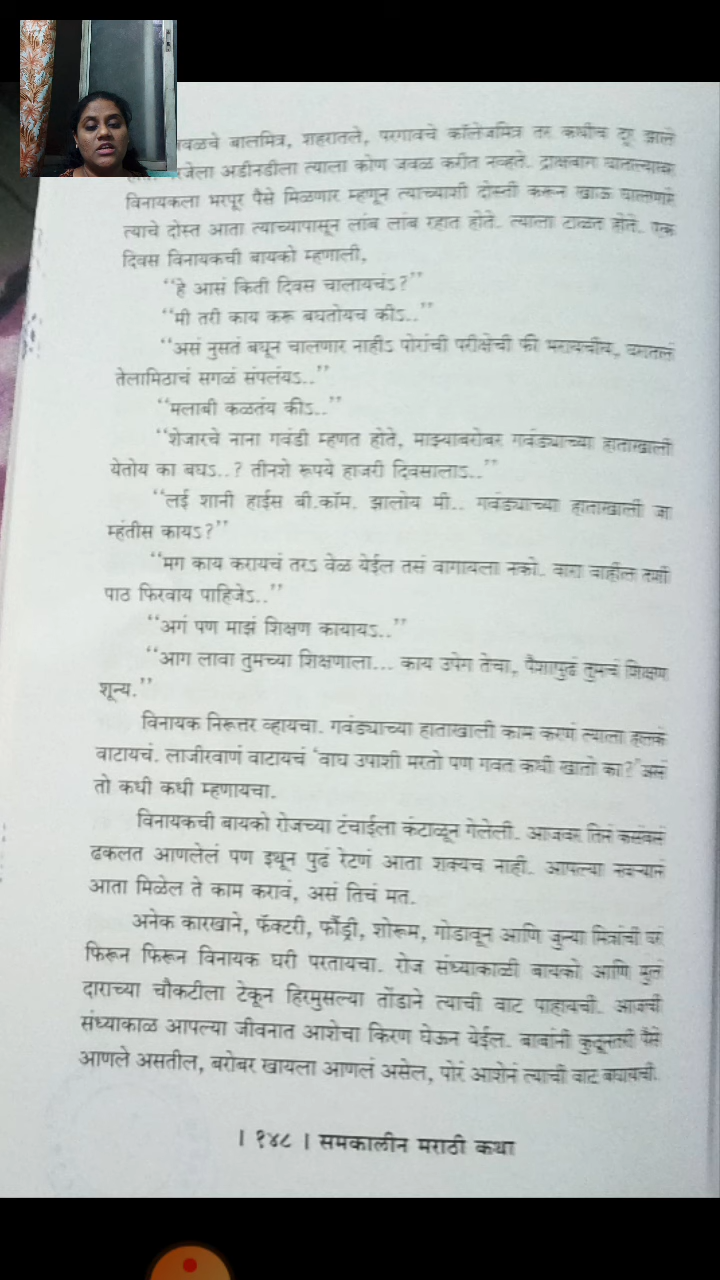 वळचे बालमित्र, शहरातले, परगावचे कॉलेजमित्र तर कधीच दूर झाले
अडीनडीला त्याला कोण जवळ करीत नव्हते. द्राक्षबाग घातल्यावर
विनायकला भरपूर पैसे मिळणार म्हणून त्याच्याशी दोस्ती करून खाऊ घालणारे
त्याचे दोस्त आता त्याच्यापासून लांब लांब रहात होते. त्याला टाळत होते. एक
दिवस विनायकची बायको म्हणाली,
‘‘हे आसं किती दिवस चालायचंऽ?’’
‘‘मी तरी काय करू बघतोयच कीऽ..’’
‘‘असं नुसतं बघून चालणार नाहीऽ पोरांची परीक्षेची फी भरायचीय, घरातलं
तेलामिठाचं सगळं संपलंयऽ..’’
‘‘मलाबी कळतंय कीऽ..’’
‘‘शेजारचे नाना गवंडी म्हणत होते, माझ्याबरोबर गवंड्याच्या हाताखाली
येतोय का बघऽ..? तीनशे रूपये हाजरी दिवसालाऽ..’’
‘‘लई शानी हाईस बी.कॉम. झालोय मी.. गवंड्याच्या हाताखाली जा
म्हंतीस कायऽ?’’
‘‘मग काय करायचं तरऽ वेळ येईल तसं वागायला नको.. वारा वाहील तशी
पाठ फिरवाय पाहिजेऽ..’’
‘‘अगं पण माझं शिक्षण कायायऽ..’’
‘‘आग लावा तुमच्या शिक्षणाला... काय उपेग तेचा, पैशापुढं तुमचं शिक्षण
शून्य.’’
विनायक निरूत्तर व्हायचा. गवंड्याच्या हाताखाली काम करणं त्याला हलकं
वाटायचं. लाजीरवाणं वाटायचं ‘वाघ उपाशी मरतो पण गवत कधी खातो का?’ असं
तो कधी कधी म्हणायचा.
विनायकची बायको रोजच्या टंचाईला कंटाळून गेलेली.. आजवर तिनं कसंबसं
ढकलत आणलेलं पण इथून पुढं रेटणं आता शक्यच नाही.. आपल्या नवऱ्यानं
आता मिळेल ते काम करावं, असं तिचं मत.
अनेक कारखाने, फॅक्टरी, फौंड्री, शोरूम, गोडावून आणि जुन्या मित्रांची घरं
फिरून फिरून विनायक घरी परतायचा. रोज संध्याकाळी बायको आणि मुलं
दाराच्या चौकटीला टेकून हिरमुसल्या तोंडाने त्याची वाट पाहायची. आजची
संध्याकाळ आपल्या जीवनात आशेचा किरण घेऊन येईल. बाबांनी कुठूनतरी पैसे
आणले असतील, बरोबर खायला आणलं असेल, पोरं आशेनं त्याची वाट बघायची.
। १४८ । समकालीन मराठी कथा